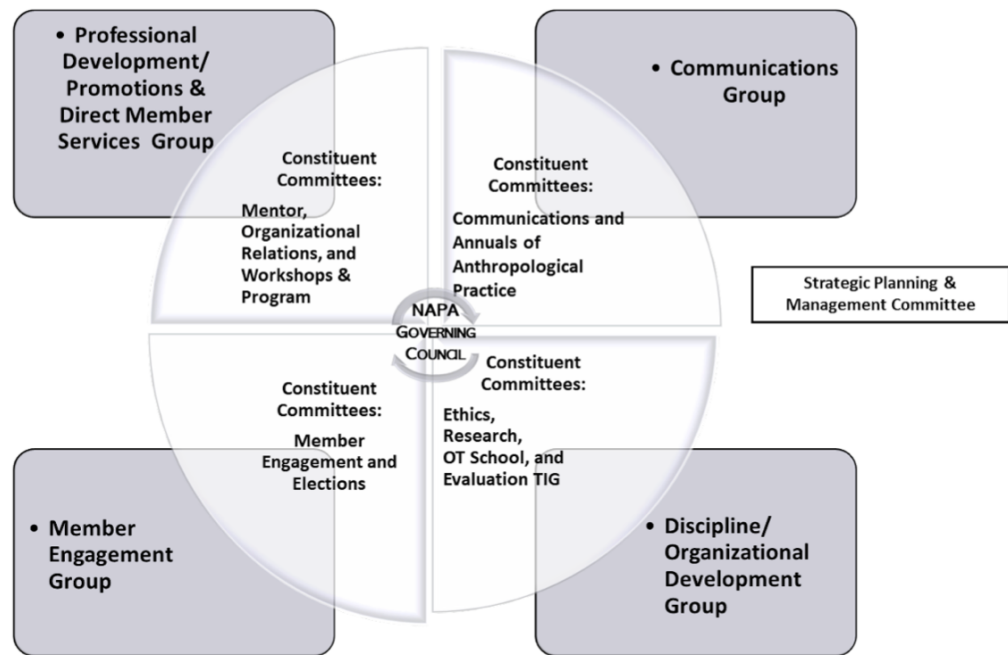 • Professional
Development/
Promotions &
Direct Member
Services Group
• Communications
Group
Constituent
Committees:
Mentor,
Organizational
Relations, and
Workshops &
Program
Constituent
Committees:
Communications and
Annuals of
Anthropological
Practice
Strategic Planning &
Management Committee
NAPA
GOVERNING
COUNCIL
Constituent
Committees:
Member
Engagement and
Elections
Constituent
Committees:
Ethics,
Research,
OT School, and
Evaluation TIG
• Member
Engagement
Group
• Discipline/
Organizational
Development
Group